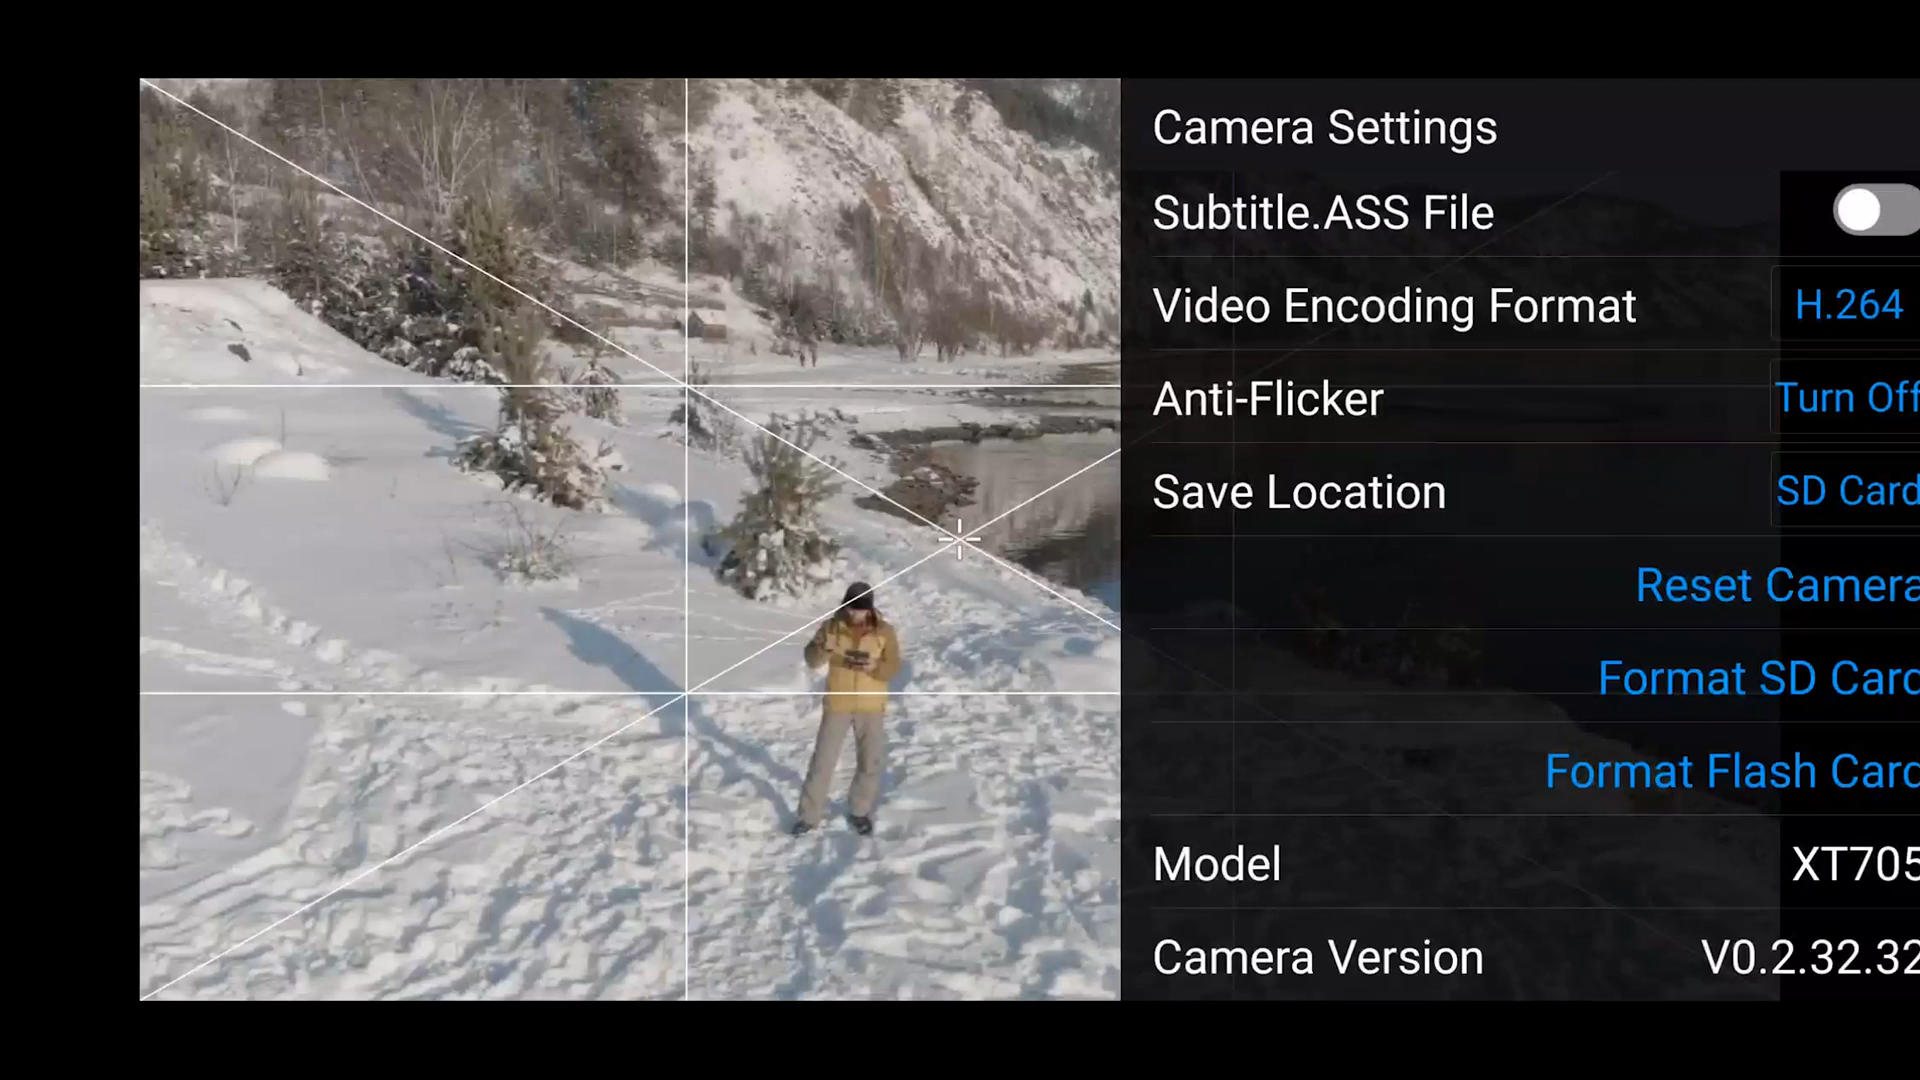 Camera Settings
Subtitle.ASS File
Video Encoding Format H.264
Anti-Flicker Turn Off
Save Location SD Card
Reset Camera
Format SD Card
Format Flash Card
Model XT705
Camera Version V0.2.32.32